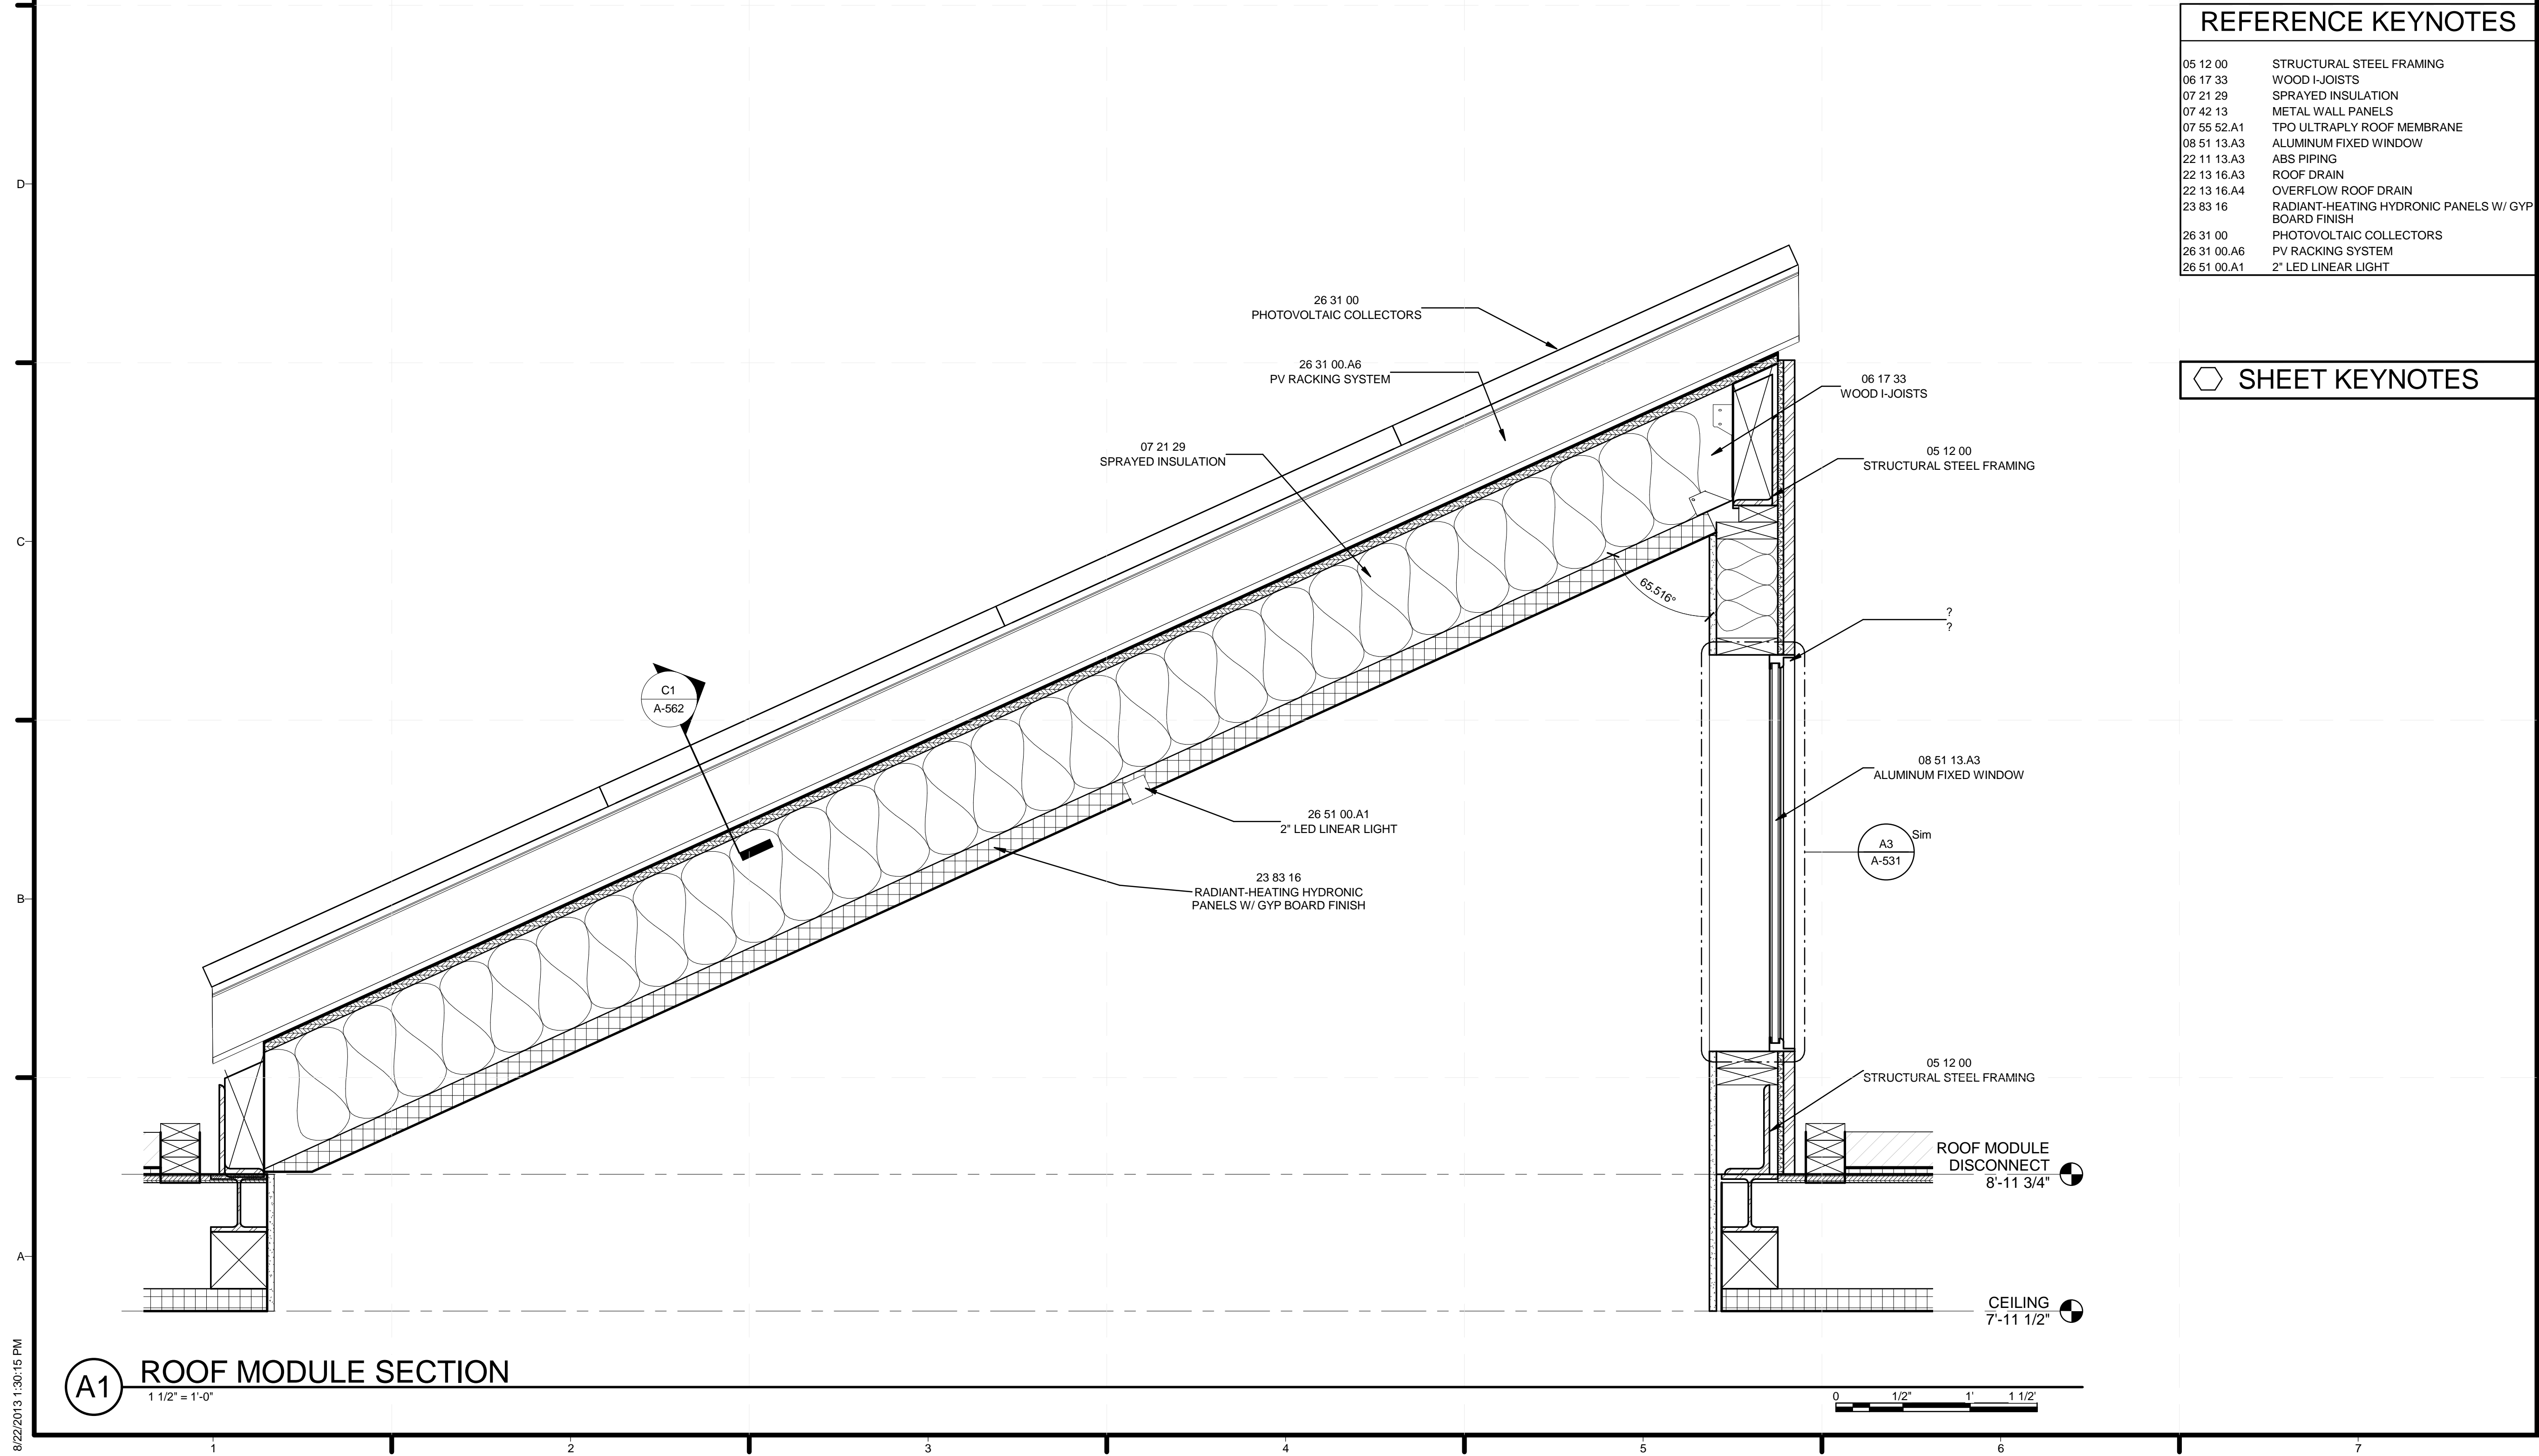 REFERENCE KEYNOTES
05 12 00 STRUCTURAL STEEL FRAMING
06 17 33 WOOD I-JOISTS
07 21 29 SPRAYED INSULATION
07 42 13 METAL WALL PANELS
07 55 52.A1 TPO ULTRAPLY ROOF MEMBRANE
08 51 13.A3 ALUMINUM FIXED WINDOW
22 11 13.A3 ABS PIPING
22 13 16.A3 ROOF DRAIN
22 13 16.A4 OVERFLOW ROOF DRAIN
23 83 16 RADIANT-HEATING HYDRONIC PANELS W/ GYP
BOARD FINISH
26 31 00 PHOTOVOLTAIC COLLECTORS
26 31 00.A6 PV RACKING SYSTEM
26 51 00.A1 2" LED LINEAR LIGHT
SHEET KEYNOTES
26 31 00
PHOTOVOLTAIC COLLECTORS
26 31 00.A6
PV RACKING SYSTEM
06 17 33
WOOD I-JOISTS
07 21 29
SPRAYED INSULATION
05 12 00
STRUCTURAL STEEL FRAMING
65.516°
?
?
C1
A-562
08 51 13.A3
ALUMINUM FIXED WINDOW
26 51 00.A1
2" LED LINEAR LIGHT
A3
A-531
Sim
23 83 16
RADIANT-HEATING HYDRONIC
PANELS W/ GYP BOARD FINISH
05 12 00
STRUCTURAL STEEL FRAMING
ROOF MODULE
DISCONNECT
8'-11 3/4"
CEILING
7'-11 1/2"
D
C
B
A
8/22/2013 1:30:15 PM
A1
ROOF MODULE SECTION
1 1/2" = 1'-0"
0 1/2" 1' 1 1/2'
1 2 3 4 5 6 7